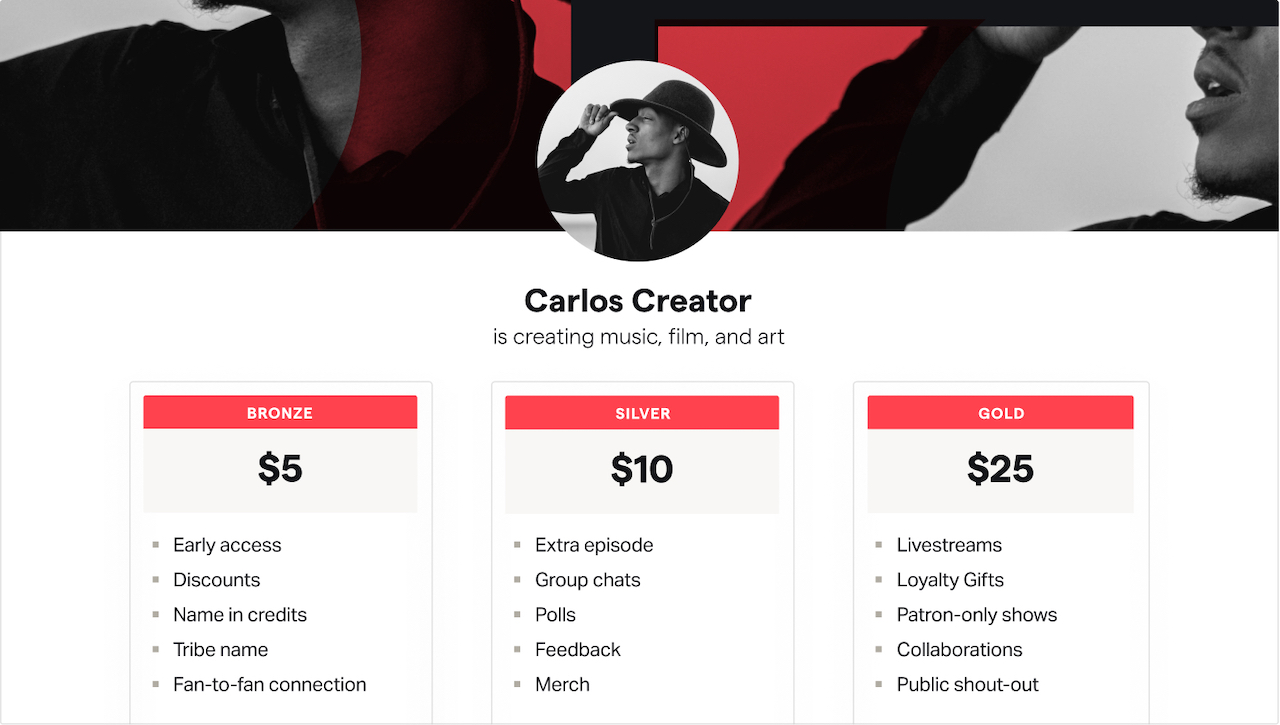 Carlos Creator
is creating music, film, and art
BRONZE
$5
Early access
Discounts
Name in credits
Tribe name
Fan-to-fan connection
SILVER
$10
Extra episode
Group chats
Polls
Feedback
Merch
GOLD
$25
Livestreams
Loyalty Gifts
Patron-only shows
Collaborations
Public shout-out